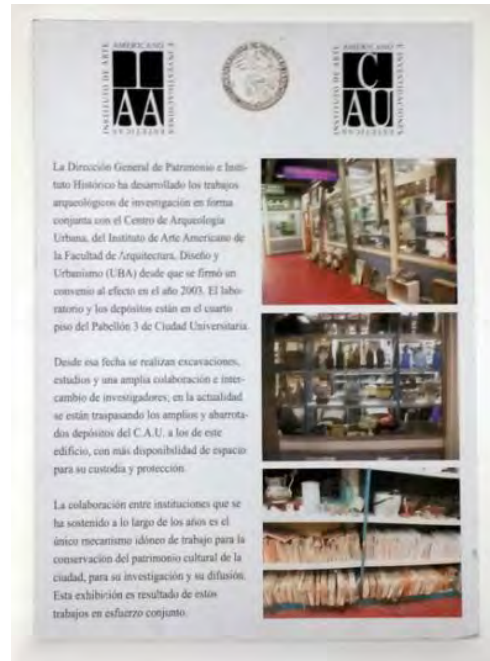 AMERICANO
INSTITUTO DE ARTE
E INVESTIGACIONES
IAA
AMERICANO
INSTITUTO DE ARTE
E INVESTIGACIONES
CAU
La Dirección General de Patrimonio e Insti-
tuto Histórico ha desarrollado los trabajos
arqueológicos de investigación en forma
conjunta con el Centro de Arqueología
Urbana, del Instituto de Arte Americano de
la Facultad de Arquitectura, Diseño y
Urbanismo (UBA) desde que se firmó un
convenio al efecto en el año 2003. El labo-
ratorio y los depósitos están en el cuarto
piso del Pabellón 3 de Ciudad Universitaria.
Desde esa fecha se realizan excavaciones,
estudios y una amplia colaboración e inter-
cambio de investigadores; en la actualidad
se están traspasando los amplios y abarrota-
dos depósitos del C.A.U. a los de este
edificio, con más disponibilidad de espacio
para su custodia y protección.
La colaboración entre instituciones que se
ha sostenido a lo largo de los años es el
único mecanismo idóneo de trabajo para la
conservación del patrimonio cultural de la
ciudad, para su investigación y su difusión.
Esta exhibición es resultado de estos
trabajos en esfuerzo conjunto.